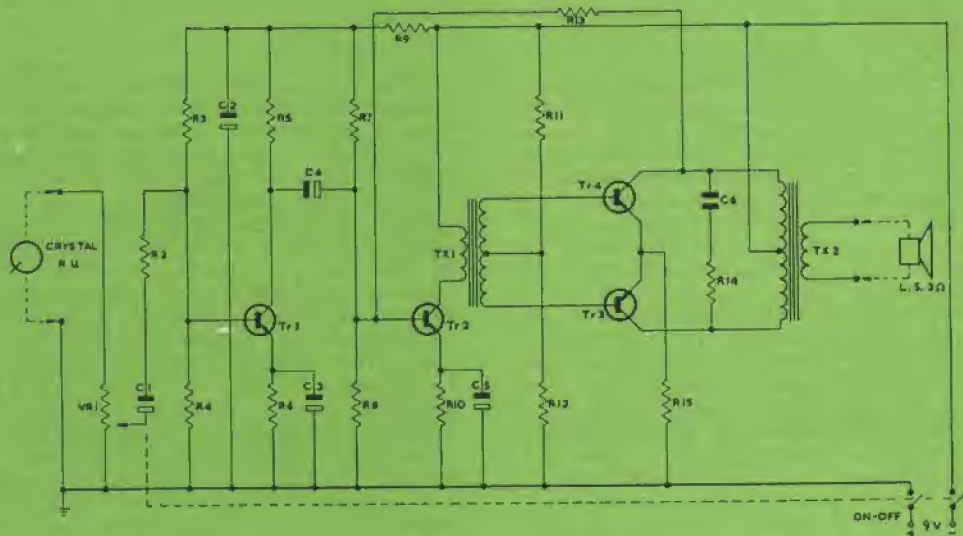 R13
R9
R3
C2
R5
R7
R11
C4
Tr4
C6
CRYSTAL
P.U.
R2
TX1
TX2
R14
L.S.3Ω
Tr1
Tr2
Tr3
VR1
C1
R4
R6
C3
R8
R10
C5
R12
R15
ON-OFF
+ 9V −